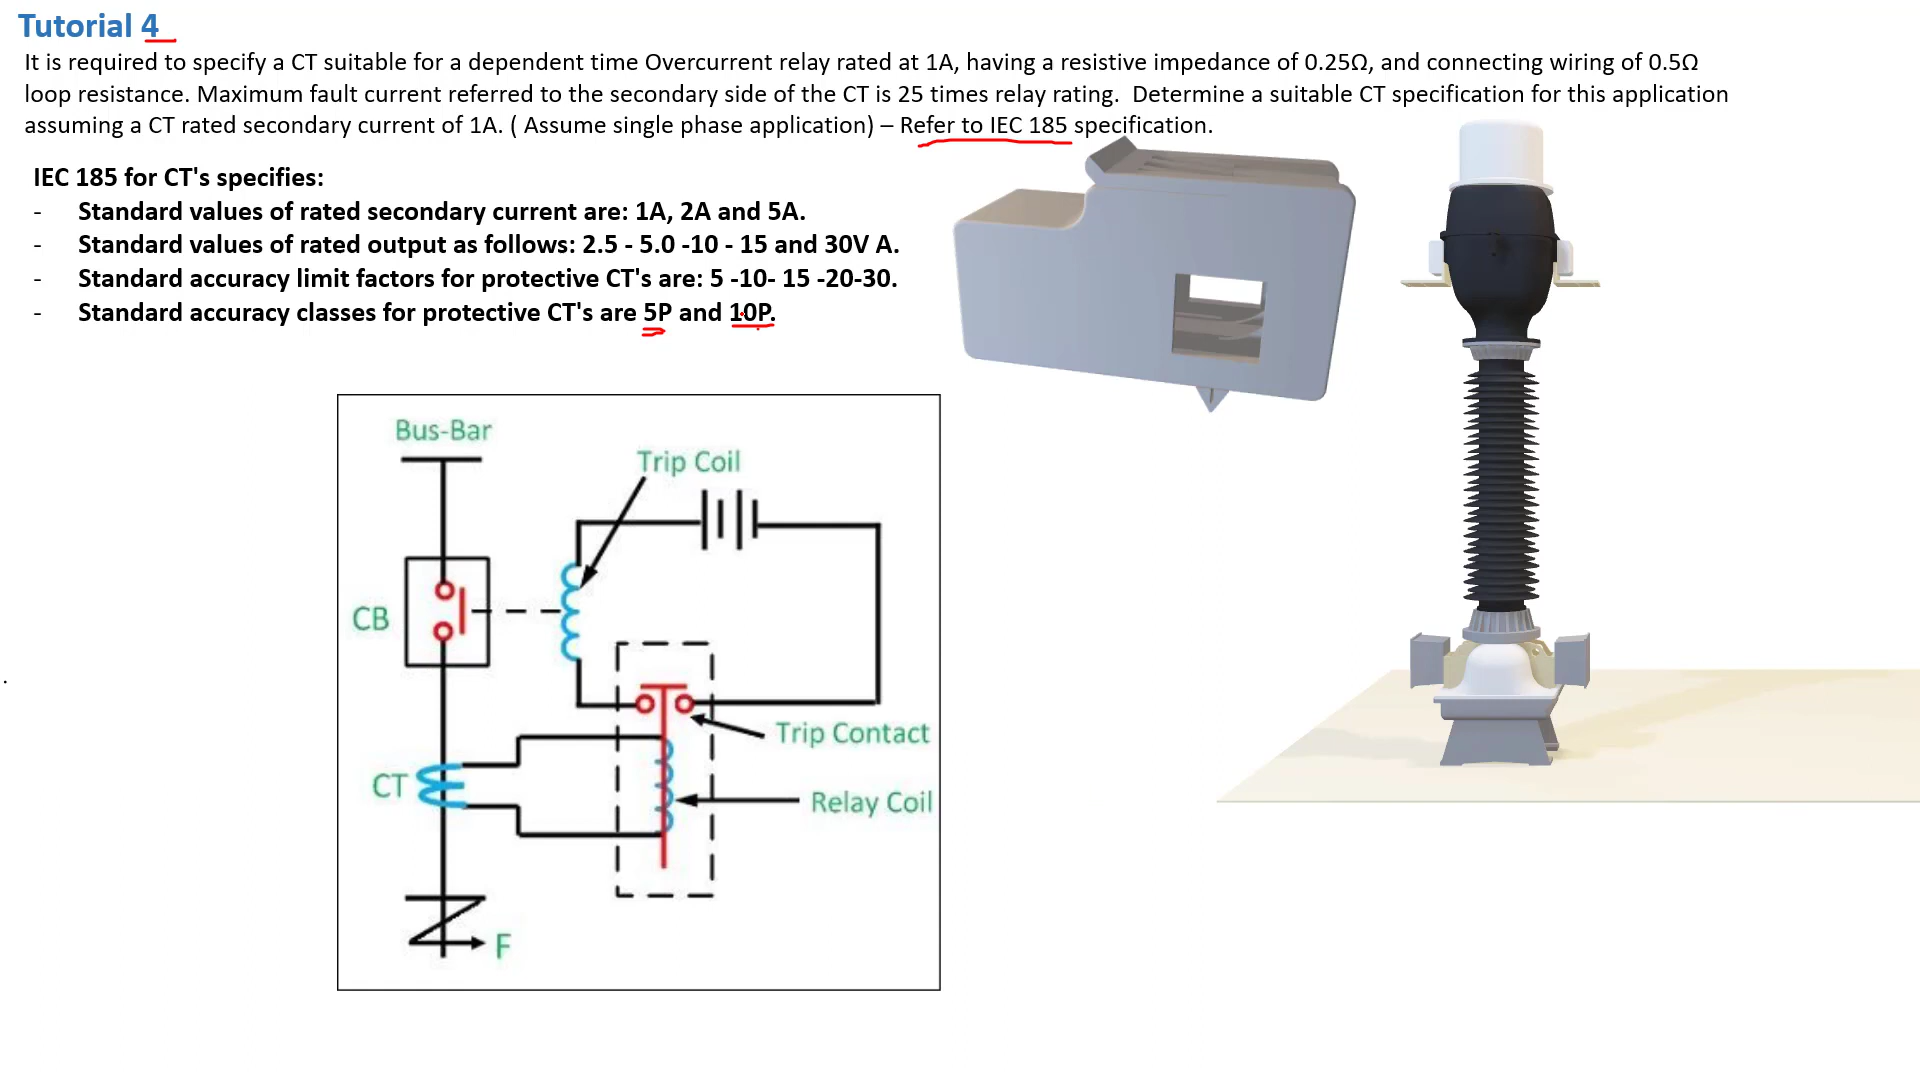 Tutorial 4
It is required to specify a CT suitable for a dependent time Overcurrent relay rated at 1A, having a resistive impedance of 0.25Ω, and connecting wiring of 0.5Ω
loop resistance. Maximum fault current referred to the secondary side of the CT is 25 times relay rating. Determine a suitable CT specification for this application
assuming a CT rated secondary current of 1A. ( Assume single phase application) – Refer to IEC 185 specification.
IEC 185 for CT's specifies:
- Standard values of rated secondary current are: 1A, 2A and 5A.
- Standard values of rated output as follows: 2.5 - 5.0 -10 - 15 and 30V A.
- Standard accuracy limit factors for protective CT's are: 5 -10- 15 -20-30.
- Standard accuracy classes for protective CT's are 5P and 10P.
Bus-Bar
Trip Coil
CB
Trip Contact
CT
Relay Coil
F